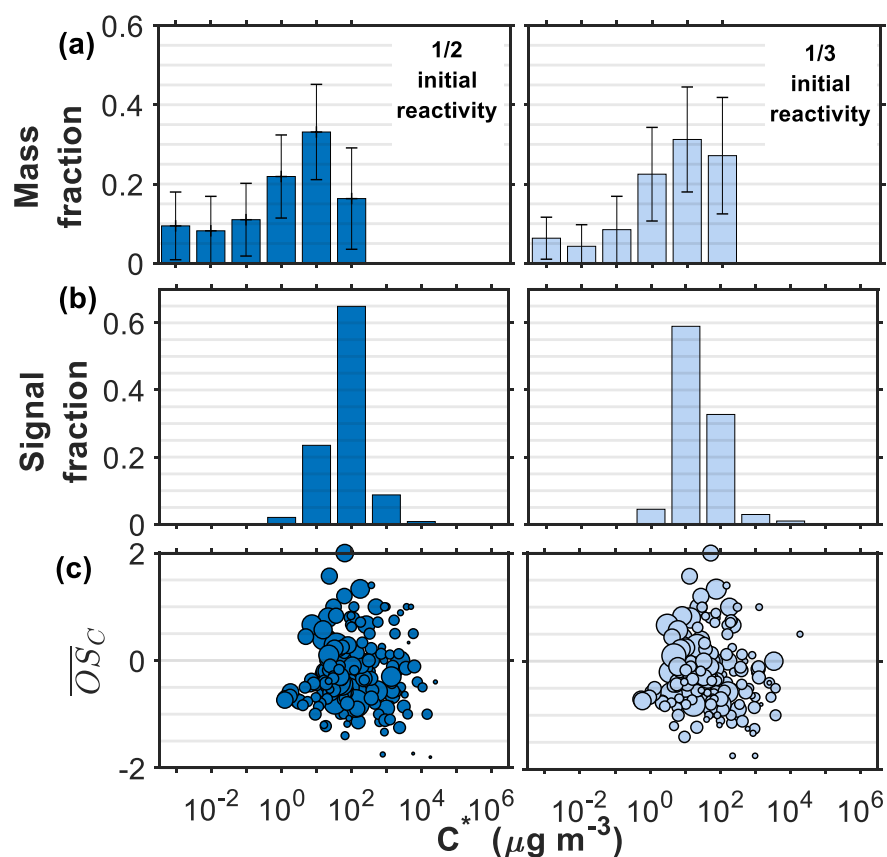 (a)
Mass
fraction
0.6
0.4
0.2
0
1/2
initial
reactivity
1/3
initial
reactivity
(b)
Signal
fraction
0.6
0.4
0.2
0
(c)
OS_C
2
0
-2
10^-2 10^0 10^2 10^4 10^6
10^-2 10^0 10^2 10^4 10^6
C* (μg m^-3)